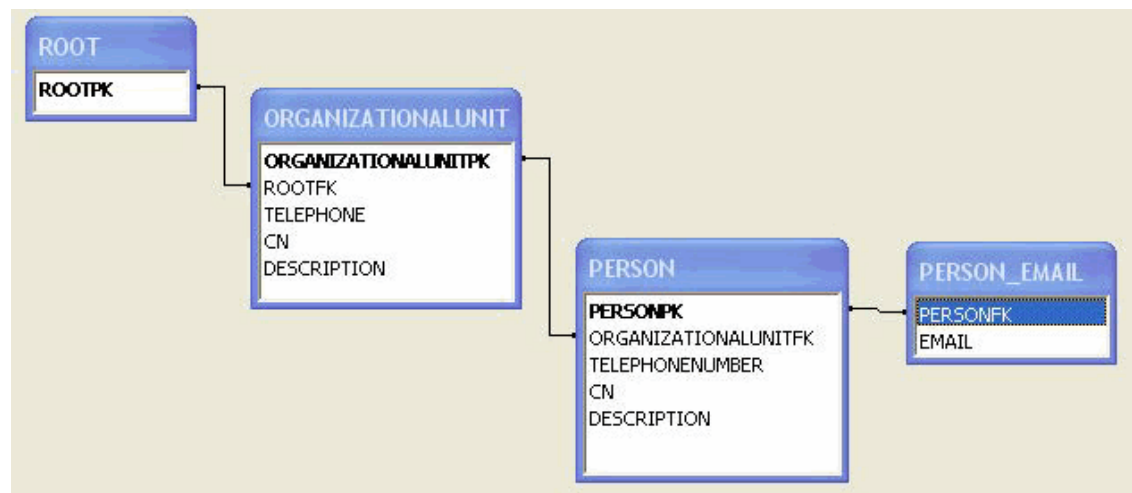 ROOT
ROOTPK
ORGANIZATIONALUNIT
ORGANIZATIONALUNITPK
ROOTFK
TELEPHONE
CN
DESCRIPTION
PERSON
PERSONPK
ORGANIZATIONALUNITFK
TELEPHONENUMBER
CN
DESCRIPTION
PERSON_EMAIL
PERSONFK
EMAIL